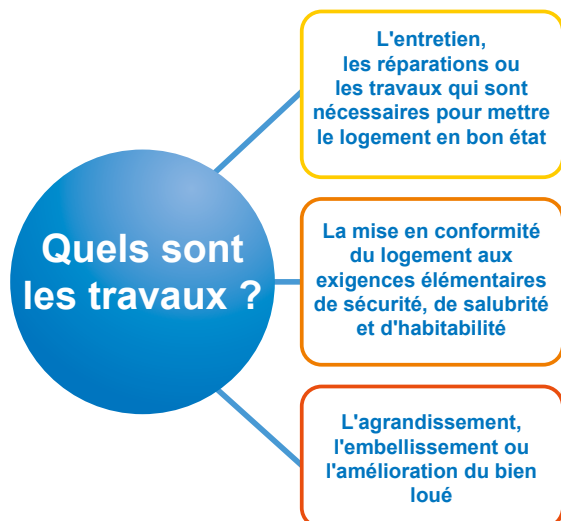 Quels sont
les travaux ?
L'entretien,
les réparations ou
les travaux qui sont
nécessaires pour mettre
le logement en bon état
La mise en conformité
du logement aux
exigences élémentaires
de sécurité, de salubrité
et d'habitabilité
L'agrandissement,
l'embellissement ou
l'amélioration du bien
loué